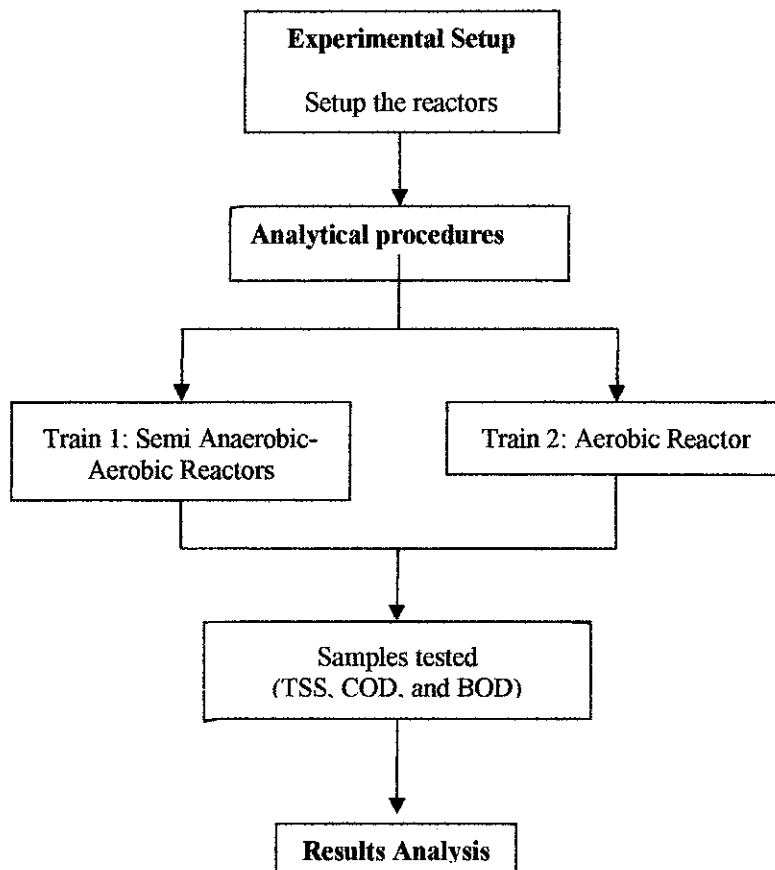 Experimental Setup
Setup the reactors
Analytical procedures
Train 1: Semi Anaerobic-
Aerobic Reactors
Train 2: Aerobic Reactor
Samples tested
(TSS, COD, and BOD)
Results Analysis